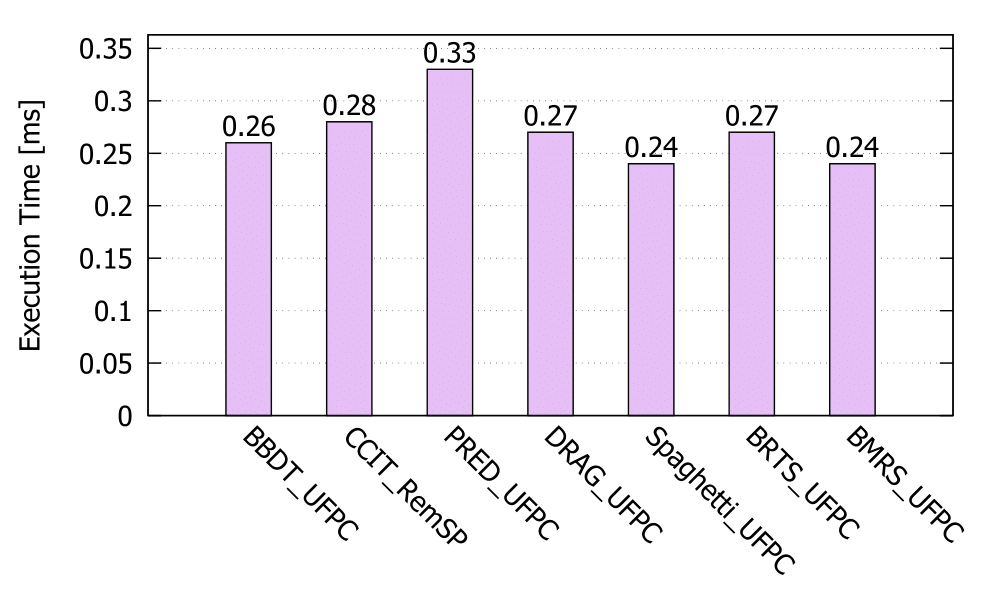 Execution Time [ms]
0.35
0.3
0.25
0.2
0.15
0.1
0.05
0
0.26
0.28
0.33
0.27
0.24
0.27
0.24
BBDT_UFPC
CCIT_RemSP
PRED_UFPC
DRAG_UFPC
Spaghetti_UFPC
BRTS_UFPC
BMRS_UFPC